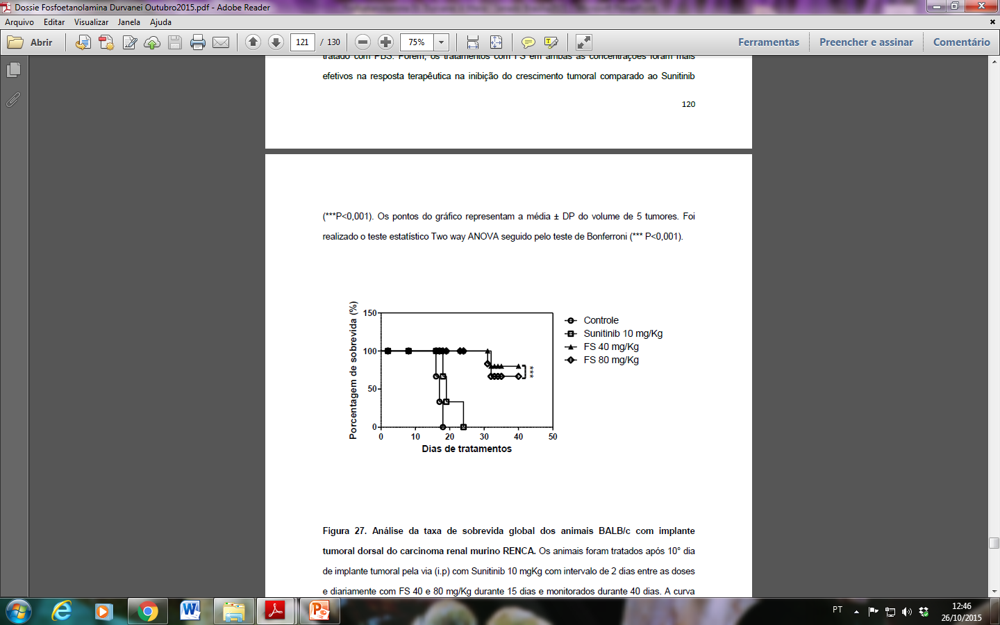 Dossie Fosfoetanolamina Durvanei Outubro2015.pdf - Adobe Reader
Arquivo Editar Visualizar Janela Ajuda
Abrir 121 / 130 75% Ferramentas Preencher e assinar Comentário
tratado com PBS. Porém, os tratamentos com FS em ambas as concentrações foram mais
efetivos na resposta terapêutica na inibição do crescimento tumoral comparado ao Sunitinib
120
(***P<0,001). Os pontos do gráfico representam a média ± DP do volume de 5 tumores. Foi
realizado o teste estatístico Two way ANOVA seguido pelo teste de Bonferroni (*** P<0,001).
Porcentagem de sobrevida (%)
150
100
50
0
0 10 20 30 40 50
Dias de tratamentos
***
Controle
Sunitinib 10 mg/Kg
FS 40 mg/Kg
FS 80 mg/Kg
Figura 27. Análise da taxa de sobrevida global dos animais BALB/c com implante
tumoral dorsal do carcinoma renal murino RENCA. Os animais foram tratados após 10° dia
de implante tumoral pela via (i.p) com Sunitinib 10 mgKg com intervalo de 2 dias entre as doses
e diariamente com FS 40 e 80 mg/Kg durante 15 dias e monitorados durante 40 dias. A curva
PT 12:46
26/10/2015